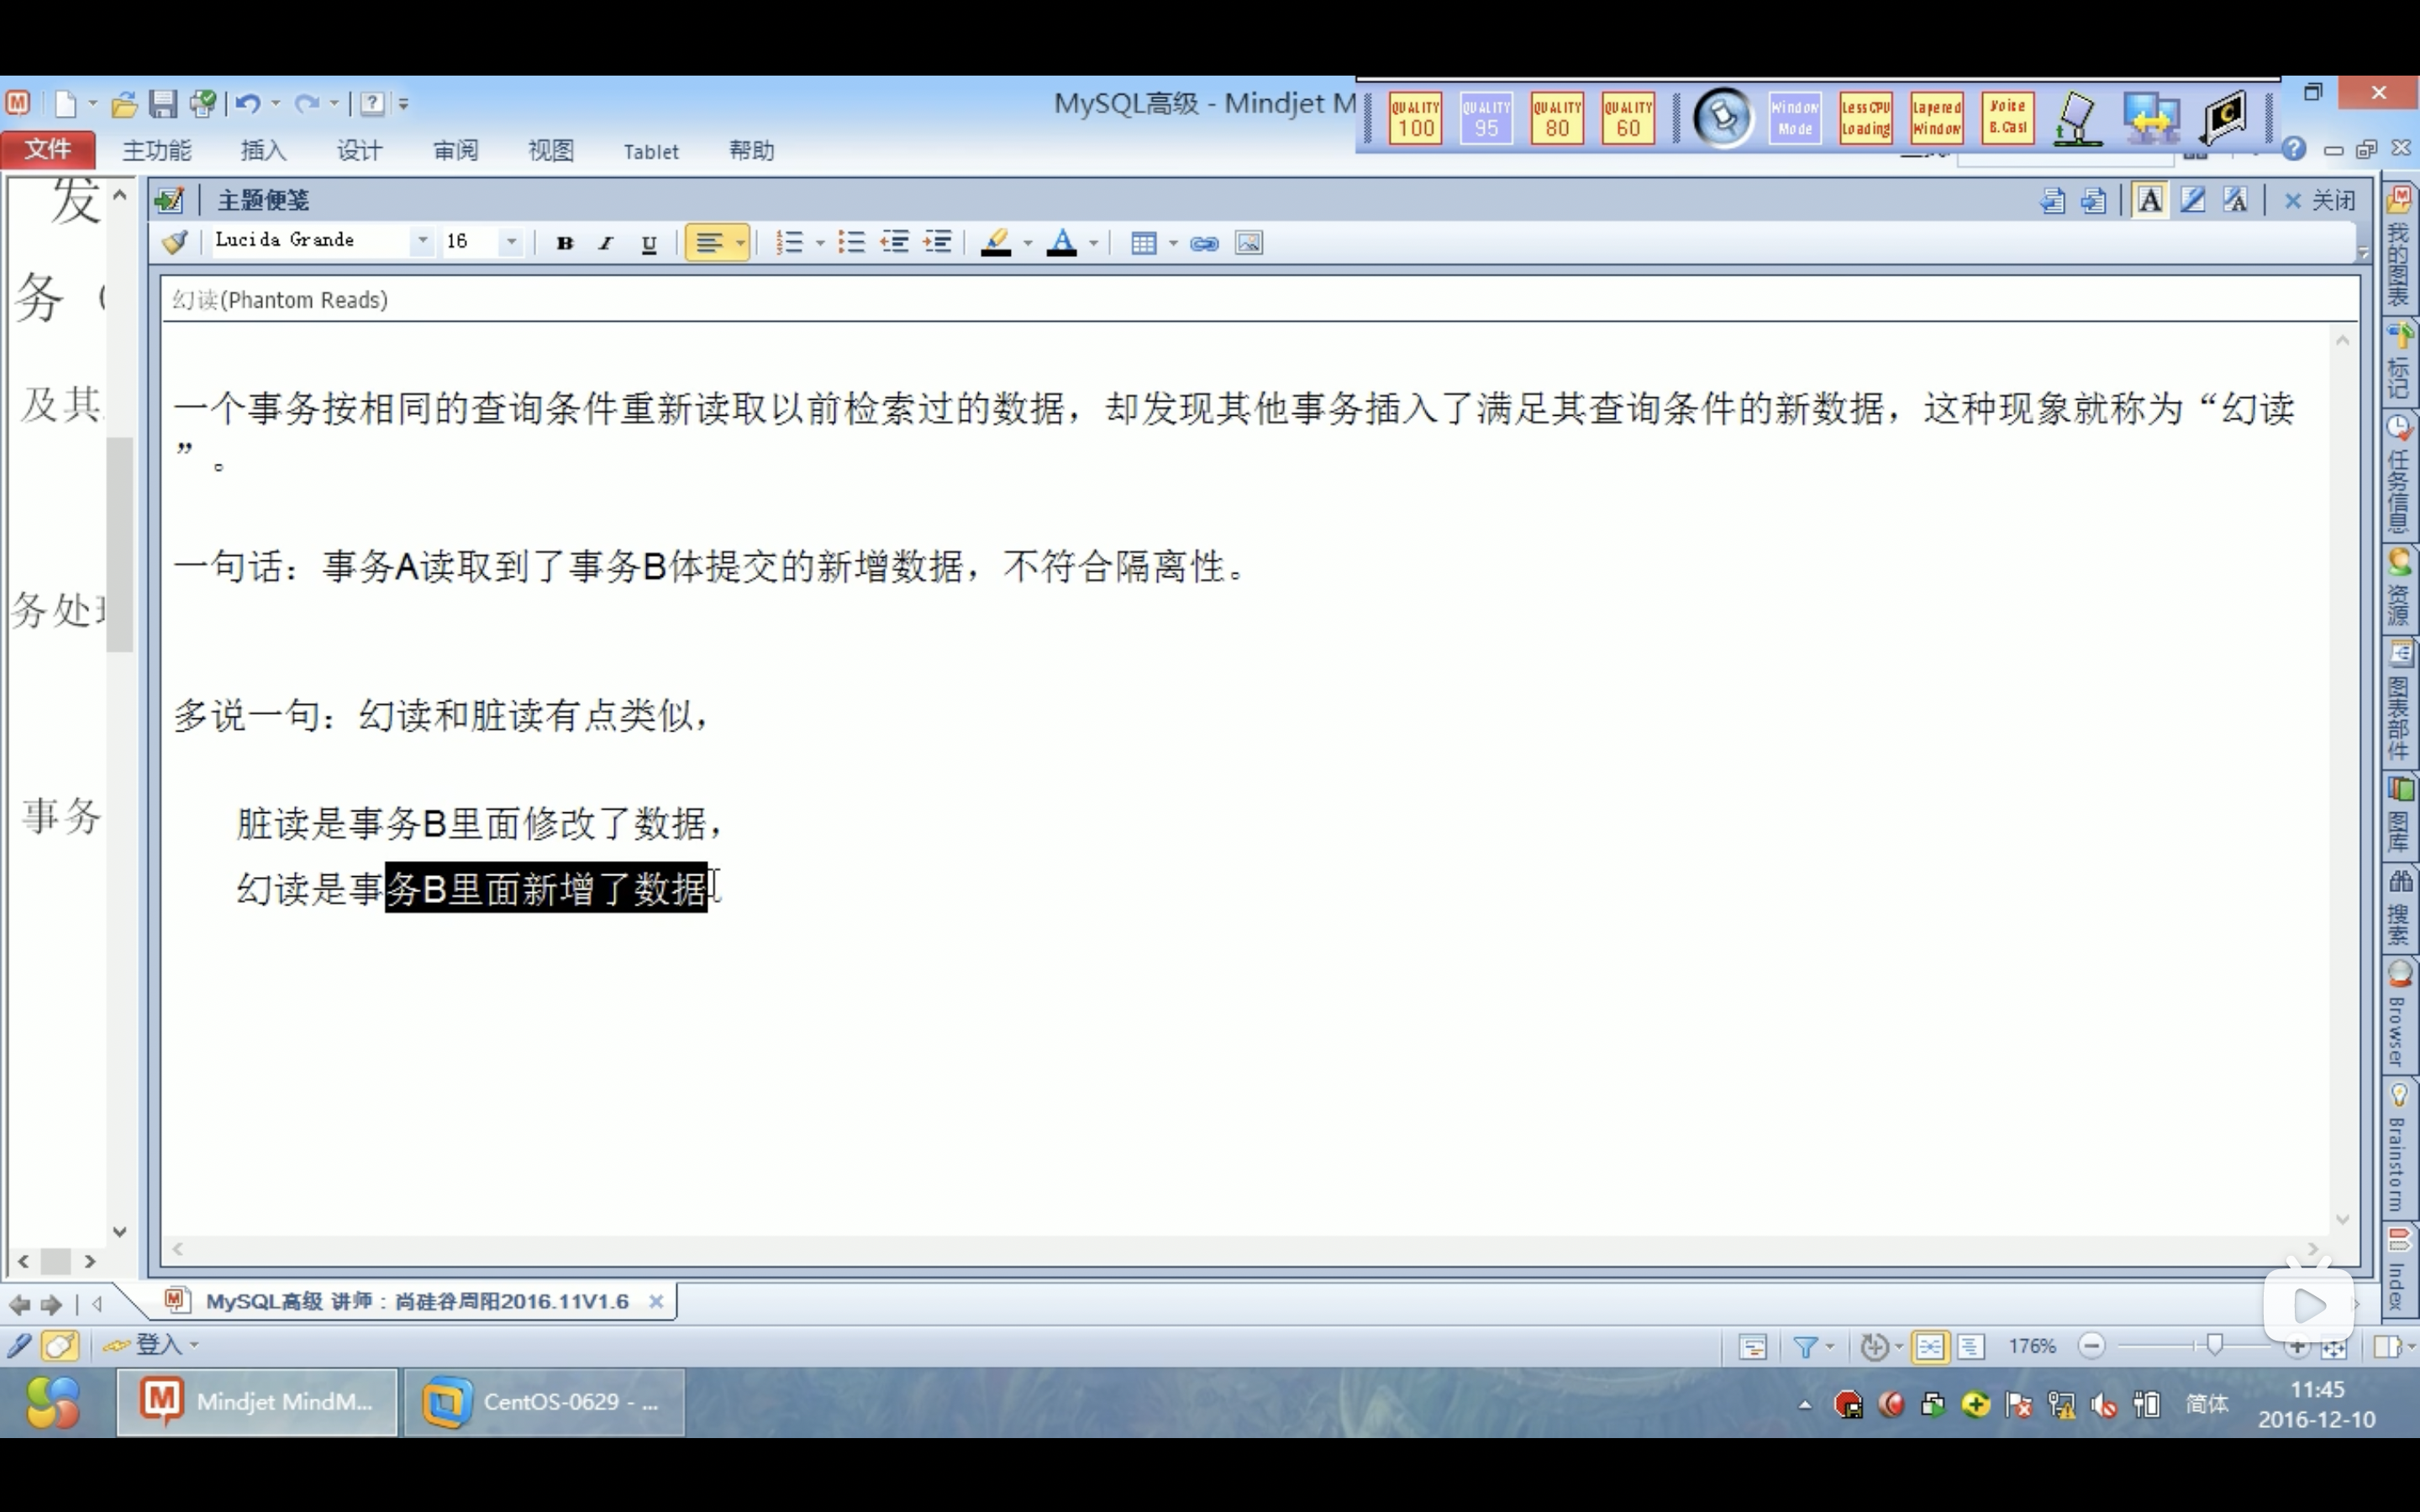 MySQL高级 - Mindjet M
QUALITY 100
QUALITY 95
QUALITY 80
QUALITY 60
Window Mode
Less CPU Loading
Layered Window
Voice B.Cast
文件 主功能 插入 设计 审阅 视图 Tablet 帮助
发
务（
及其
务处
事务
主题便笺
关闭
Lucida Grande 16 B I U
幻读(Phantom Reads)
一个事务按相同的查询条件重新读取以前检索过的数据，却发现其他事务插入了满足其查询条件的新数据，这种现象就称为“幻读
”。
一句话：事务A读取到了事务B体提交的新增数据，不符合隔离性。
多说一句：幻读和脏读有点类似，
脏读是事务B里面修改了数据，
幻读是事务B里面新增了数据
我的图表
标记
任务信息
资源
图表部件
图库
搜索
Browser
Brainstorm
Index
MySQL高级 讲师：尚硅谷周阳2016.11V1.6
登入
176%
Mindjet MindM...
CentOS-0629 - ...
简体
11:45
2016-12-10